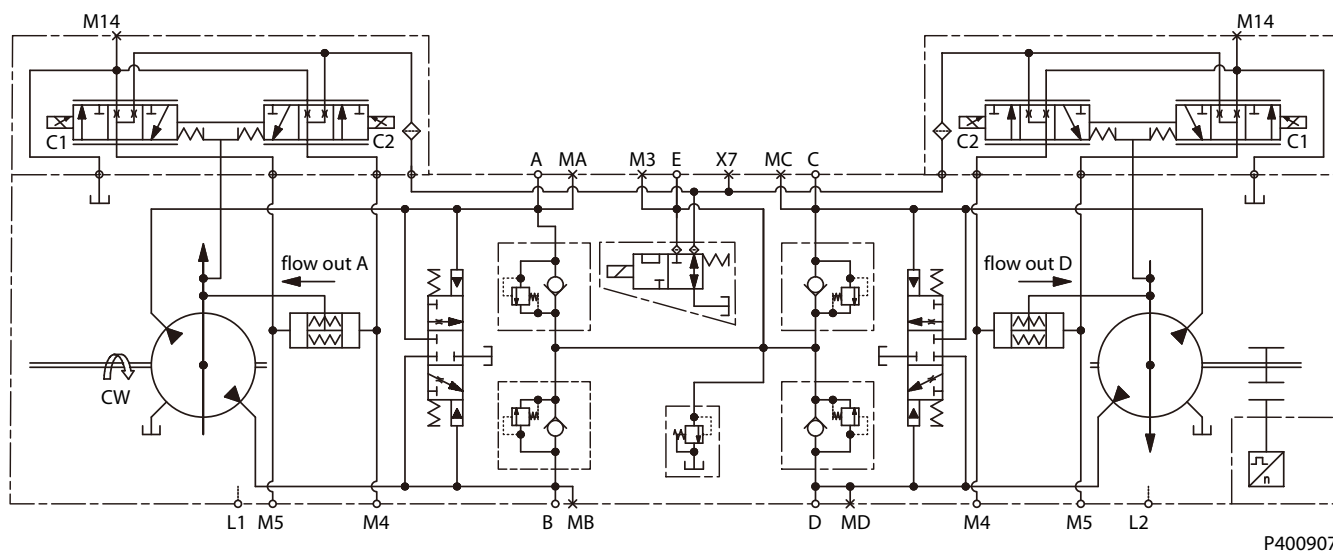 M14 M14
C1 C2 C2 C1
A MA M3 E X7 MC C
flow out A flow out D
CW
n
L1 M5 M4 B MB D MD M4 M5 L2
P400907